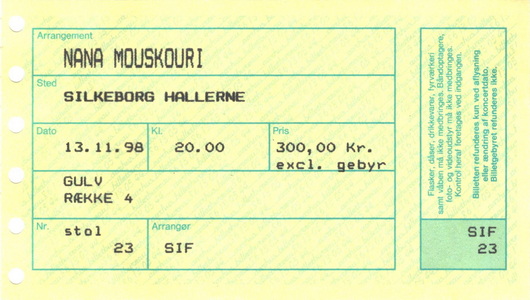 Arrangement
NANA MOUSKOURI
Sted
SILKEBORG HALLERNE
Dato
13.11.98
Kl.
20.00
Pris
300,00 Kr.
excl. gebyr
GULV
RÆKKE 4
Nr.
stol
23
Arrangør
SIF
Flasker, dåser, drikkevarer, fyrværkeri
samt våben må ikke medbringes. Båndoptagere,
foto- og videoudstyr må ikke medbringes.
Kontrol heraf foretages ved indgangen.
Billetten refunderes kun ved aflysning
eller ændring af koncertdato.
Billetgebyret refunderes ikke.
SIF
23